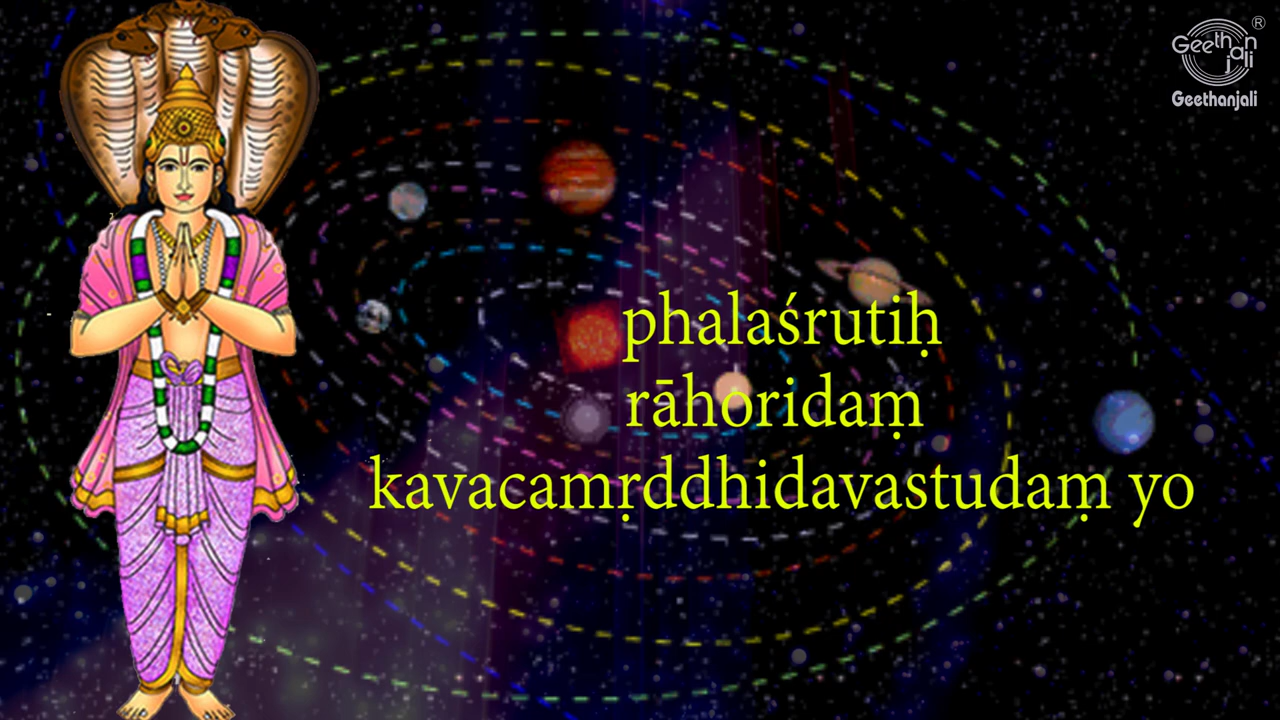 Geethanjali ®
Geethanjali
phalaśrutiḥ
rāhoridaṃ
kavacamṛddhidavastudaṃ yo